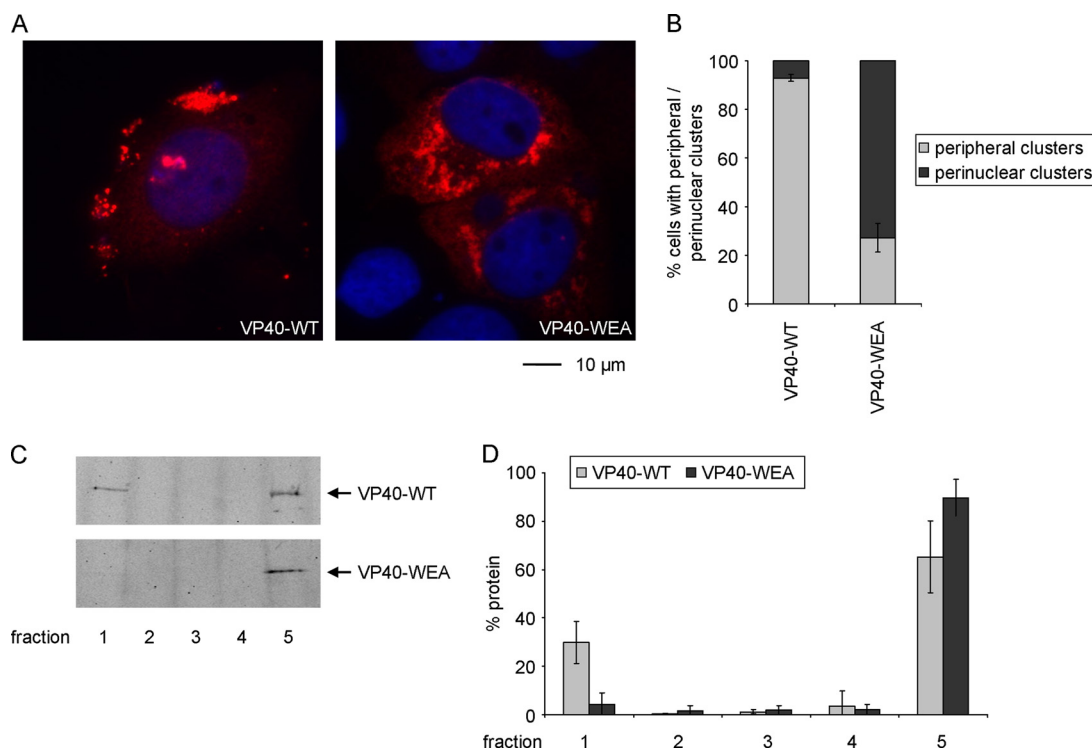 A
VP40-WT
VP40-WEA
10 µm
B
% cells with peripheral /
perinuclear clusters
100
80
60
40
20
0
VP40-WT
VP40-WEA
peripheral clusters
perinuclear clusters
C
VP40-WT
VP40-WEA
fraction 1 2 3 4 5
D
% protein
100
80
60
40
20
0
VP40-WT VP40-WEA
fraction 1 2 3 4 5